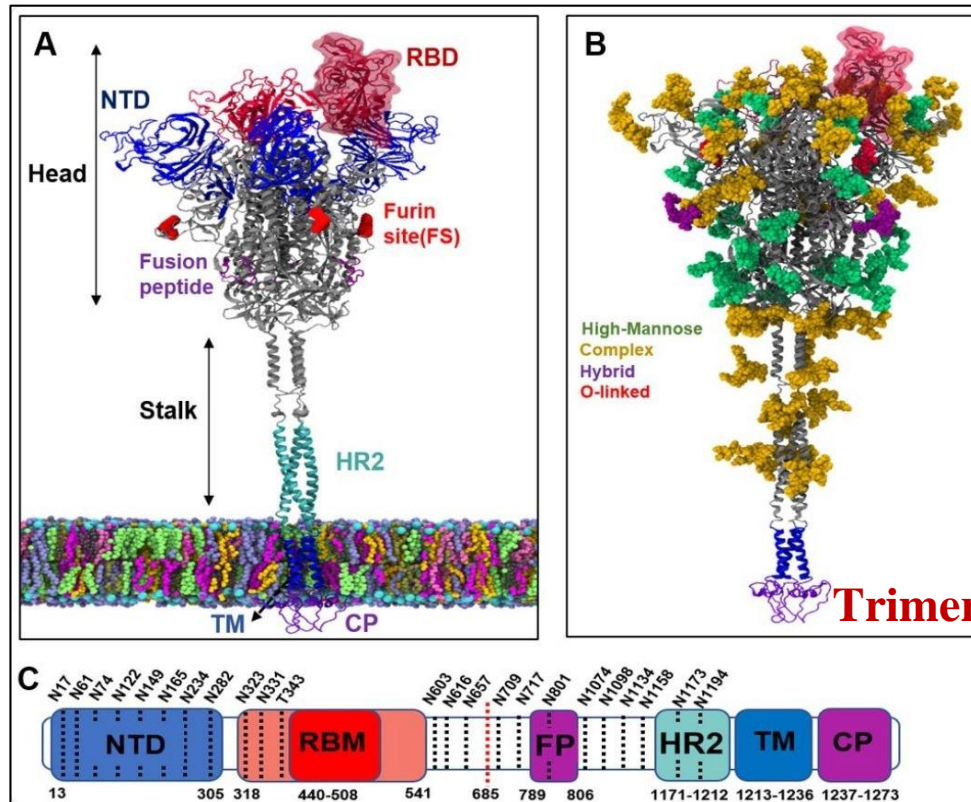 A
RBD
NTD
Head
Furin
site(FS)
Fusion
peptide
Stalk
HR2
TM
CP
B
High-Mannose
Complex
Hybrid
O-linked
Trimer
C
N17 N61 N74 N122 N149 N165 N234 N282 N323 N331 T343 N603 N616 N657 N709 N717 N801 N1074 N1098 N1134 N1158 N1173 N1194
NTD RBM FP HR2 TM CP
13 305 318 440-508 541 685 789 806 1171-1212 1213-1236 1237-1273